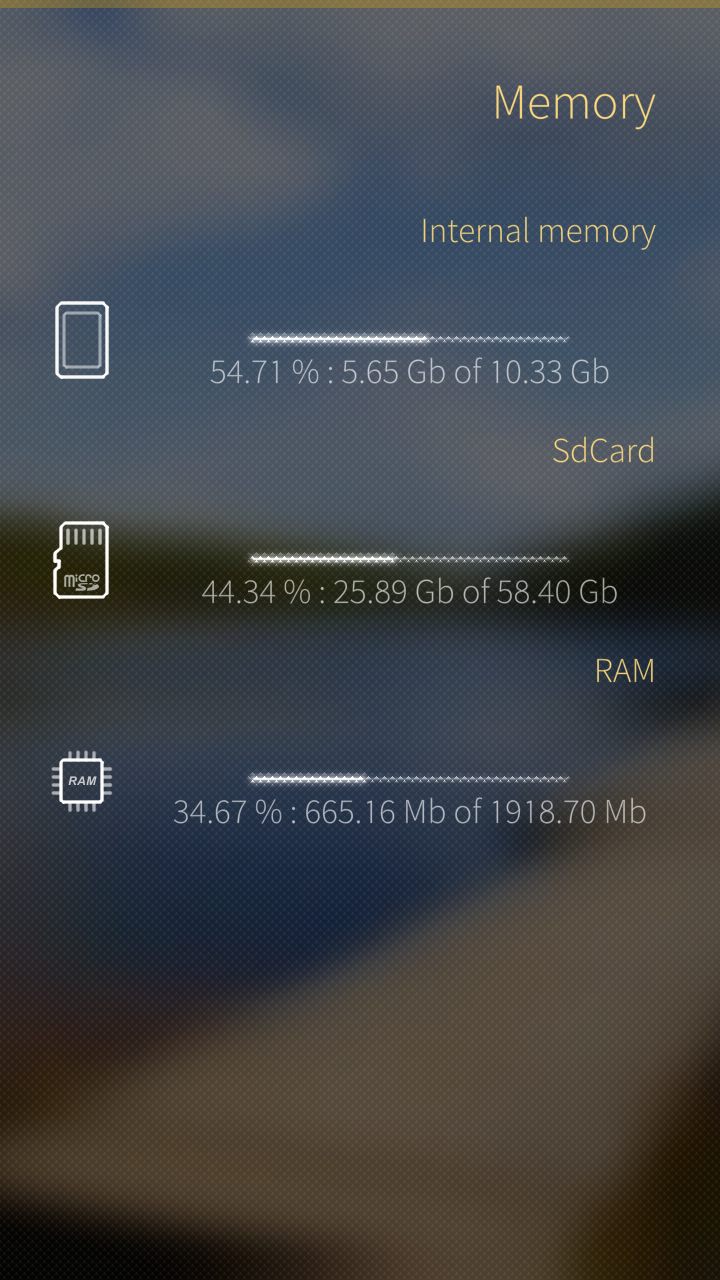 Memory
Internal memory
54.71 % : 5.65 Gb of 10.33 Gb
SdCard
micro
SD
44.34 % : 25.89 Gb of 58.40 Gb
RAM
RAM
34.67 % : 665.16 Mb of 1918.70 Mb